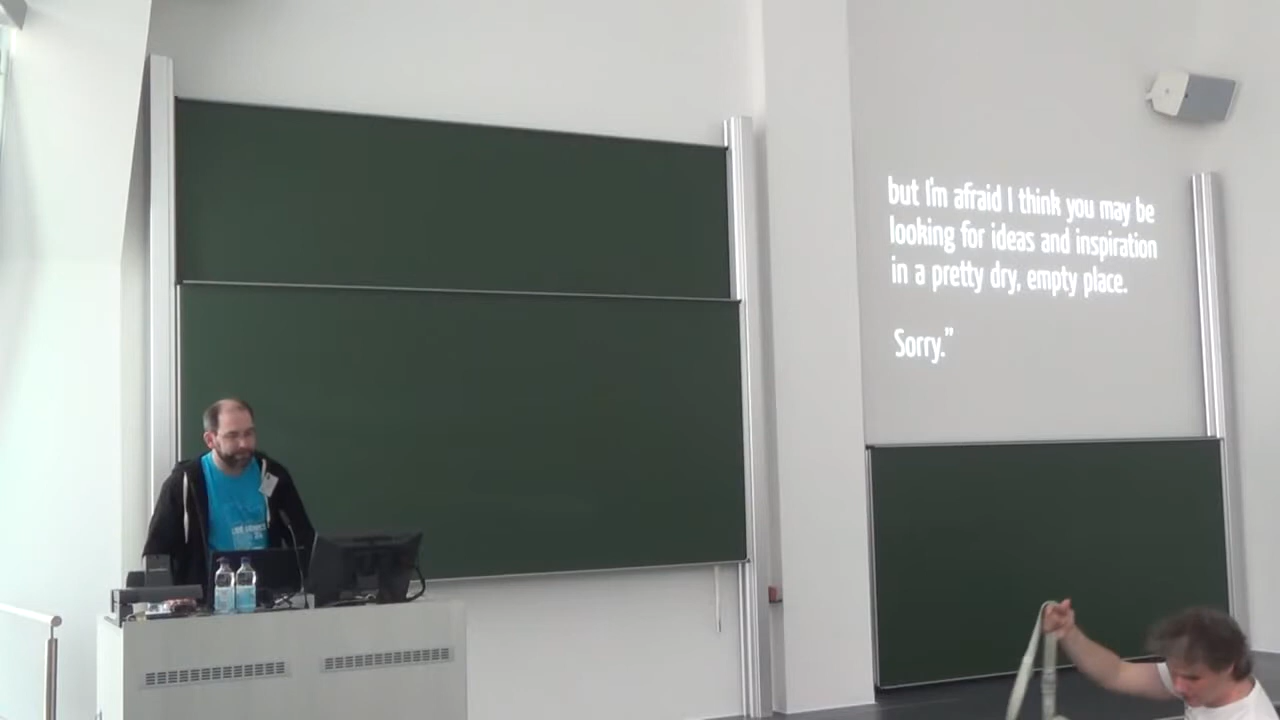 but I'm afraid I think you may be
looking for ideas and inspiration
in a pretty dry, empty place.
Sorry."